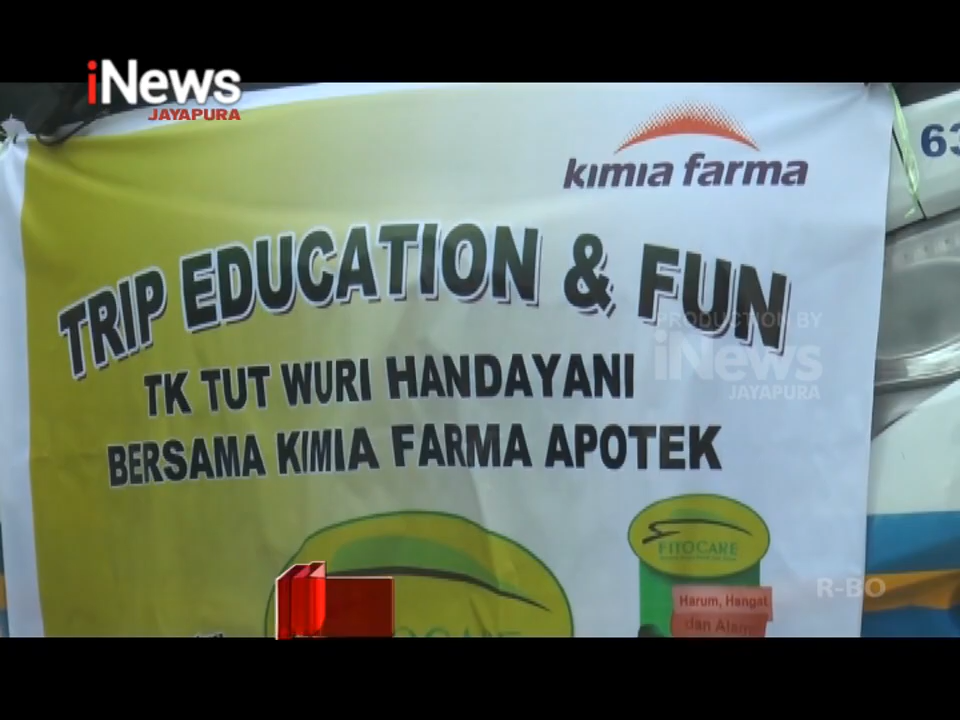 iNews
JAYAPURA
kimia farma
63
TRIP EDUCATION & FUN
PRODUCTION BY
iNews
JAYAPURA
TK TUT WURI HANDAYANI
BERSAMA KIMIA FARMA APOTEK
FITOCARE
Harum, Hangat
dan Alami
R-BO